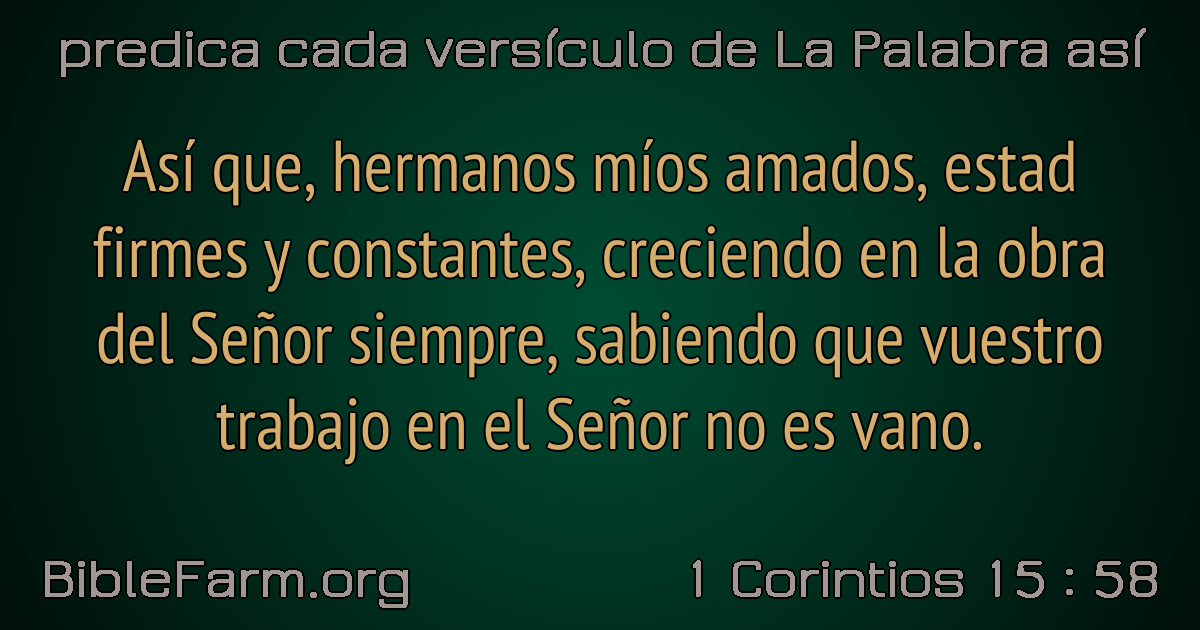 predica cada versículo de La Palabra así
Así que, hermanos míos amados, estad
firmes y constantes, creciendo en la obra
del Señor siempre, sabiendo que vuestro
trabajo en el Señor no es vano.
BibleFarm.org
1 Corintios 15 : 58